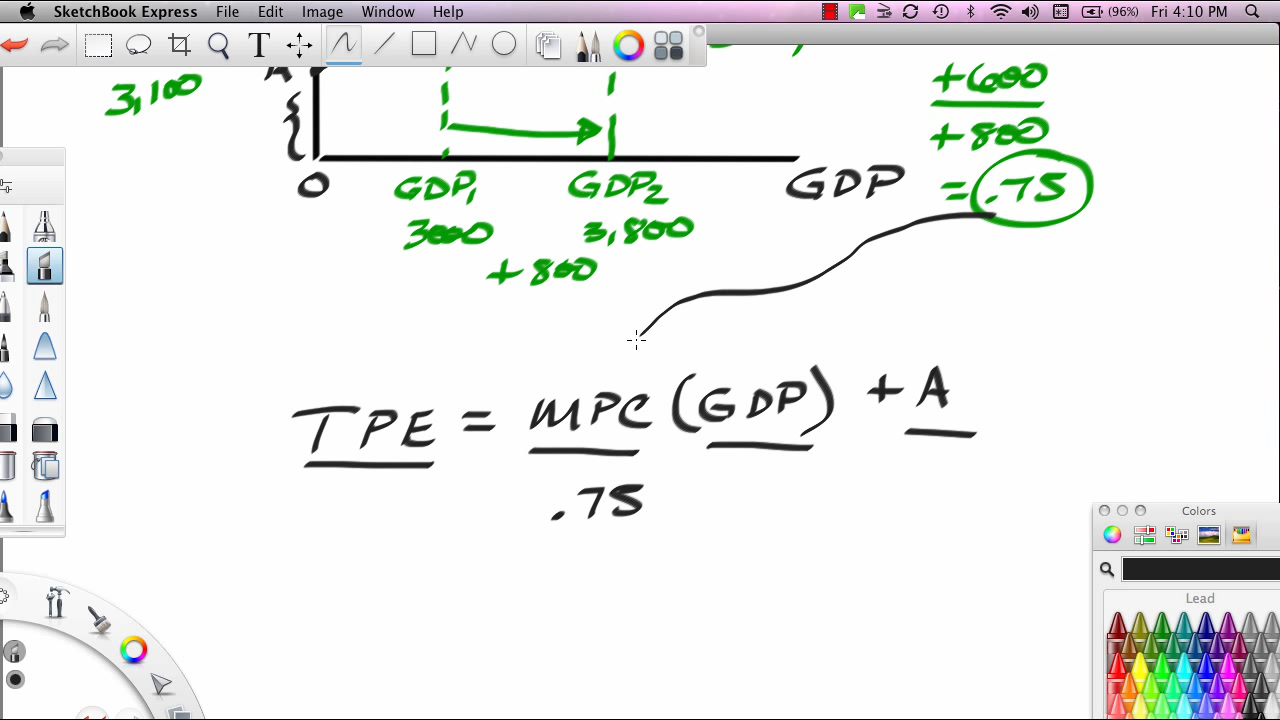 SketchBook Express File Edit Image Window Help (96%) Fri 4:10 PM
T
A
3,100
+600
+800
= .75
0 GDP1 GDP2 GDP
3000 3,800
+800
TPE = MPC (GDP) + A
.75
Colors
Lead